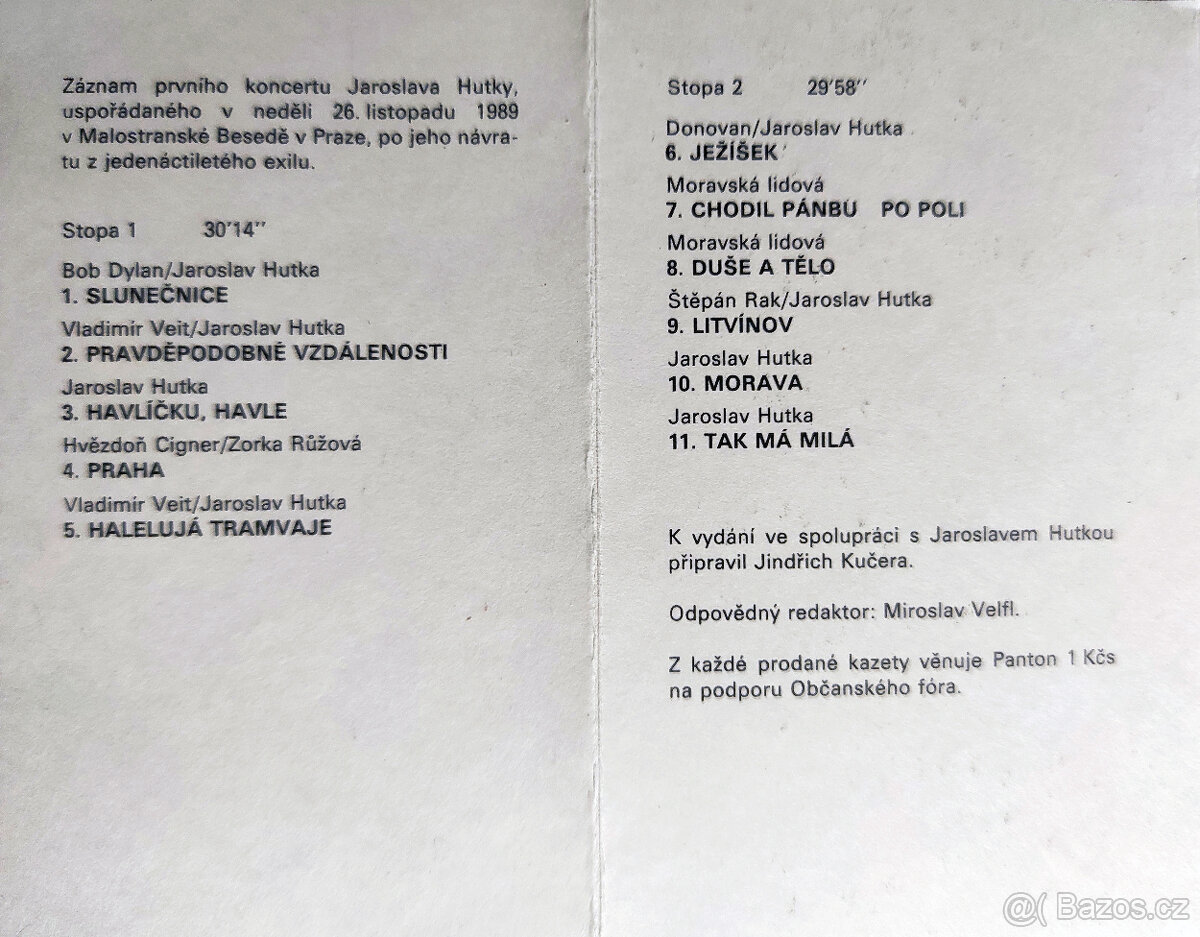 Záznam prvního koncertu Jaroslava Hutky,
uspořádaného v neděli 26. listopadu 1989
v Malostranské Besedě v Praze, po jeho návra-
tu z jedenáctiletého exilu.
Stopa 1 30'14''
Bob Dylan/Jaroslav Hutka
1. SLUNEČNICE
Vladimír Veit/Jaroslav Hutka
2. PRAVDĚPODOBNÉ VZDÁLENOSTI
Jaroslav Hutka
3. HAVLÍČKU, HAVLE
Hvězdoň Cigner/Zorka Růžová
4. PRAHA
Vladimír Veit/Jaroslav Hutka
5. HALELUJÁ TRAMVAJE
Stopa 2 29'58''
Donovan/Jaroslav Hutka
6. JEŽÍŠEK
Moravská lidová
7. CHODIL PÁNBU PO POLI
Moravská lidová
8. DUŠE A TĚLO
Štěpán Rak/Jaroslav Hutka
9. LITVÍNOV
Jaroslav Hutka
10. MORAVA
Jaroslav Hutka
11. TAK MÁ MILÁ
K vydání ve spolupráci s Jaroslavem Hutkou
připravil Jindřich Kučera.
Odpovědný redaktor: Miroslav Velfl.
Z každé prodané kazety věnuje Panton 1 Kčs
na podporu Občanského fóra.
@( Bazos.cz